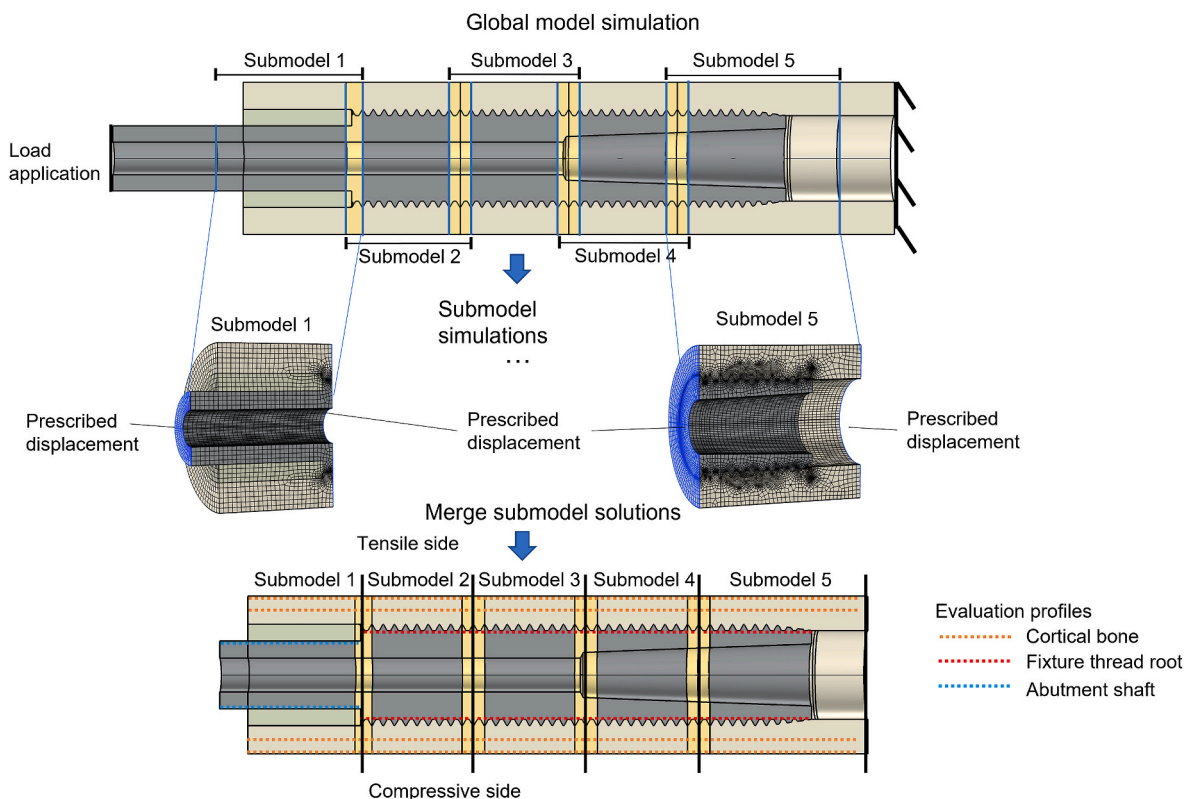 Global model simulation
Submodel 1
Submodel 3
Submodel 5
Load
application
Submodel 2
Submodel 4
Submodel
simulations
...
Submodel 1
Submodel 5
Prescribed
displacement
Prescribed
displacement
Prescribed
displacement
Merge submodel solutions
Tensile side
Submodel 1
Submodel 2
Submodel 3
Submodel 4
Submodel 5
Evaluation profiles
Cortical bone
Fixture thread root
Abutment shaft
Compressive side